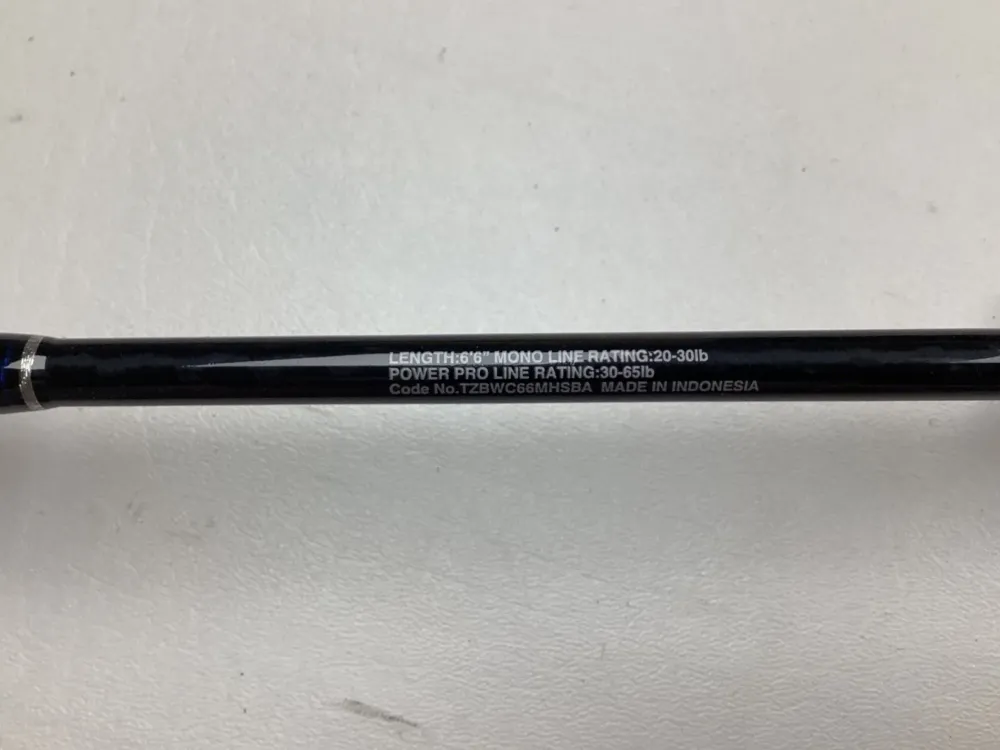 LENGTH:6'6" MONO LINE RATING:20-30lb
POWER PRO LINE RATING:30-65lb
Code No.TZBWC66MHSBA MADE IN INDONESIA